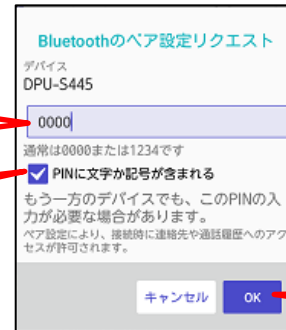 Bluetoothのペア設定リクエスト
デバイス
DPU-S445
0000
通常は0000または1234です
PINに文字か記号が含まれる
もう一方のデバイスでも、このPINの入
力が必要な場合があります。
ペア設定により、接続時に連絡先や通話履歴へのアク
セスが許可されます。
キャンセル
OK